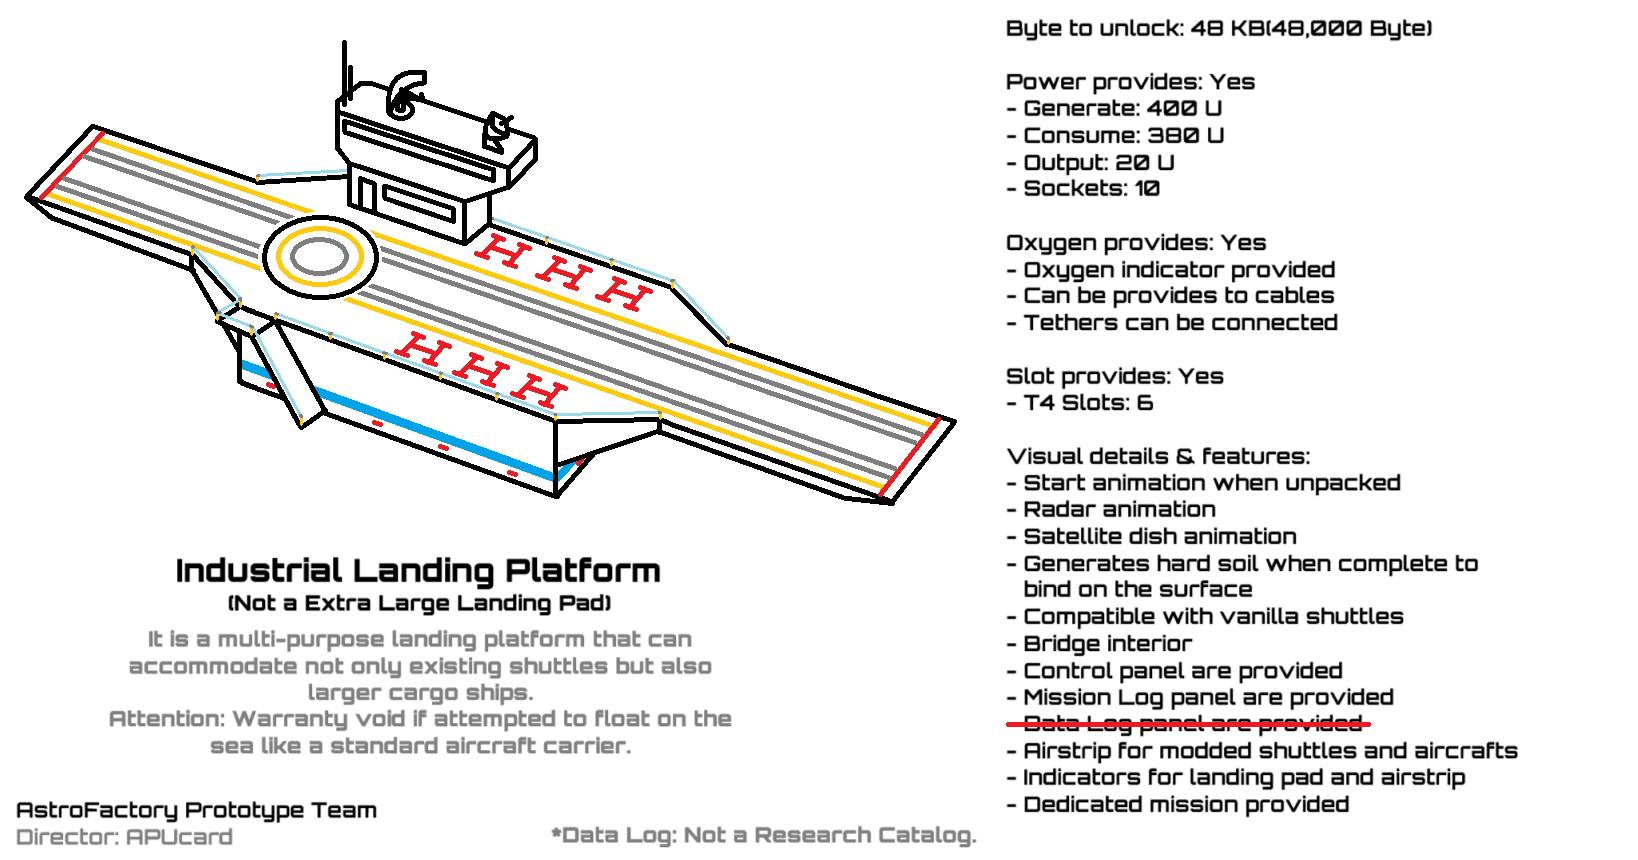 Byte to unlock: 48 KB(48,000 Byte)
Power provides: Yes
- Generate: 400 U
- Consume: 380 U
- Output: 20 U
- Sockets: 10
Oxygen provides: Yes
- Oxygen indicator provided
- Can be provides to cables
- Tethers can be connected
Slot provides: Yes
- T4 Slots: 6
Visual details & features:
- Start animation when unpacked
- Radar animation
- Satellite dish animation
- Generates hard soil when complete to
bind on the surface
- Compatible with vanilla shuttles
- Bridge interior
- Control panel are provided
- Mission Log panel are provided
- Data Log panel are provided
- Airstrip for modded shuttles and aircrafts
- Indicators for landing pad and airstrip
- Dedicated mission provided
H H H
H H H
Industrial Landing Platform
(Not a Extra Large Landing Pad)
It is a multi-purpose landing platform that can
accommodate not only existing shuttles but also
larger cargo ships.
Attention: Warranty void if attempted to float on the
sea like a standard aircraft carrier.
AstroFactory Prototype Team
Director: APUcard
*Data Log: Not a Research Catalog.